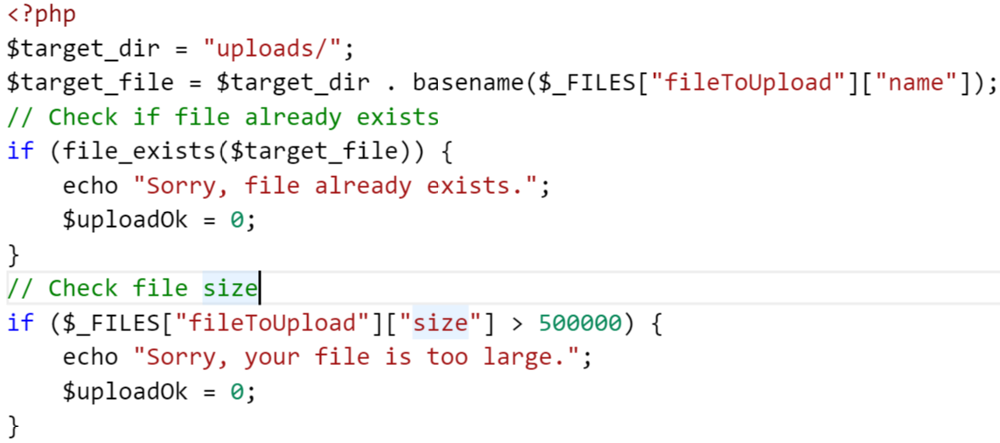 <?php
$target_dir = "uploads/";
$target_file = $target_dir . basename($_FILES["fileToUpload"]["name"]);
// Check if file already exists
if (file_exists($target_file)) {
    echo "Sorry, file already exists.";
    $uploadOk = 0;
}
// Check file size
if ($_FILES["fileToUpload"]["size"] > 500000) {
    echo "Sorry, your file is too large.";
    $uploadOk = 0;
}